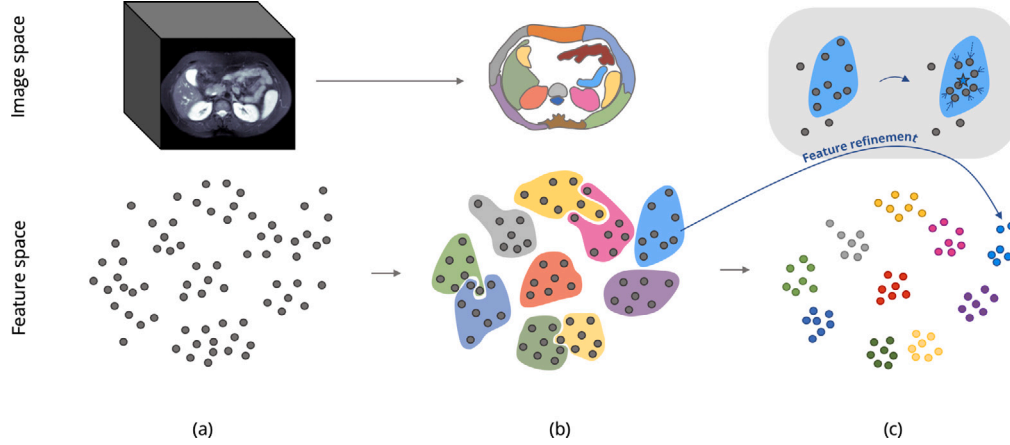 Image space
Feature refinement
Feature space
(a)
(b)
(c)